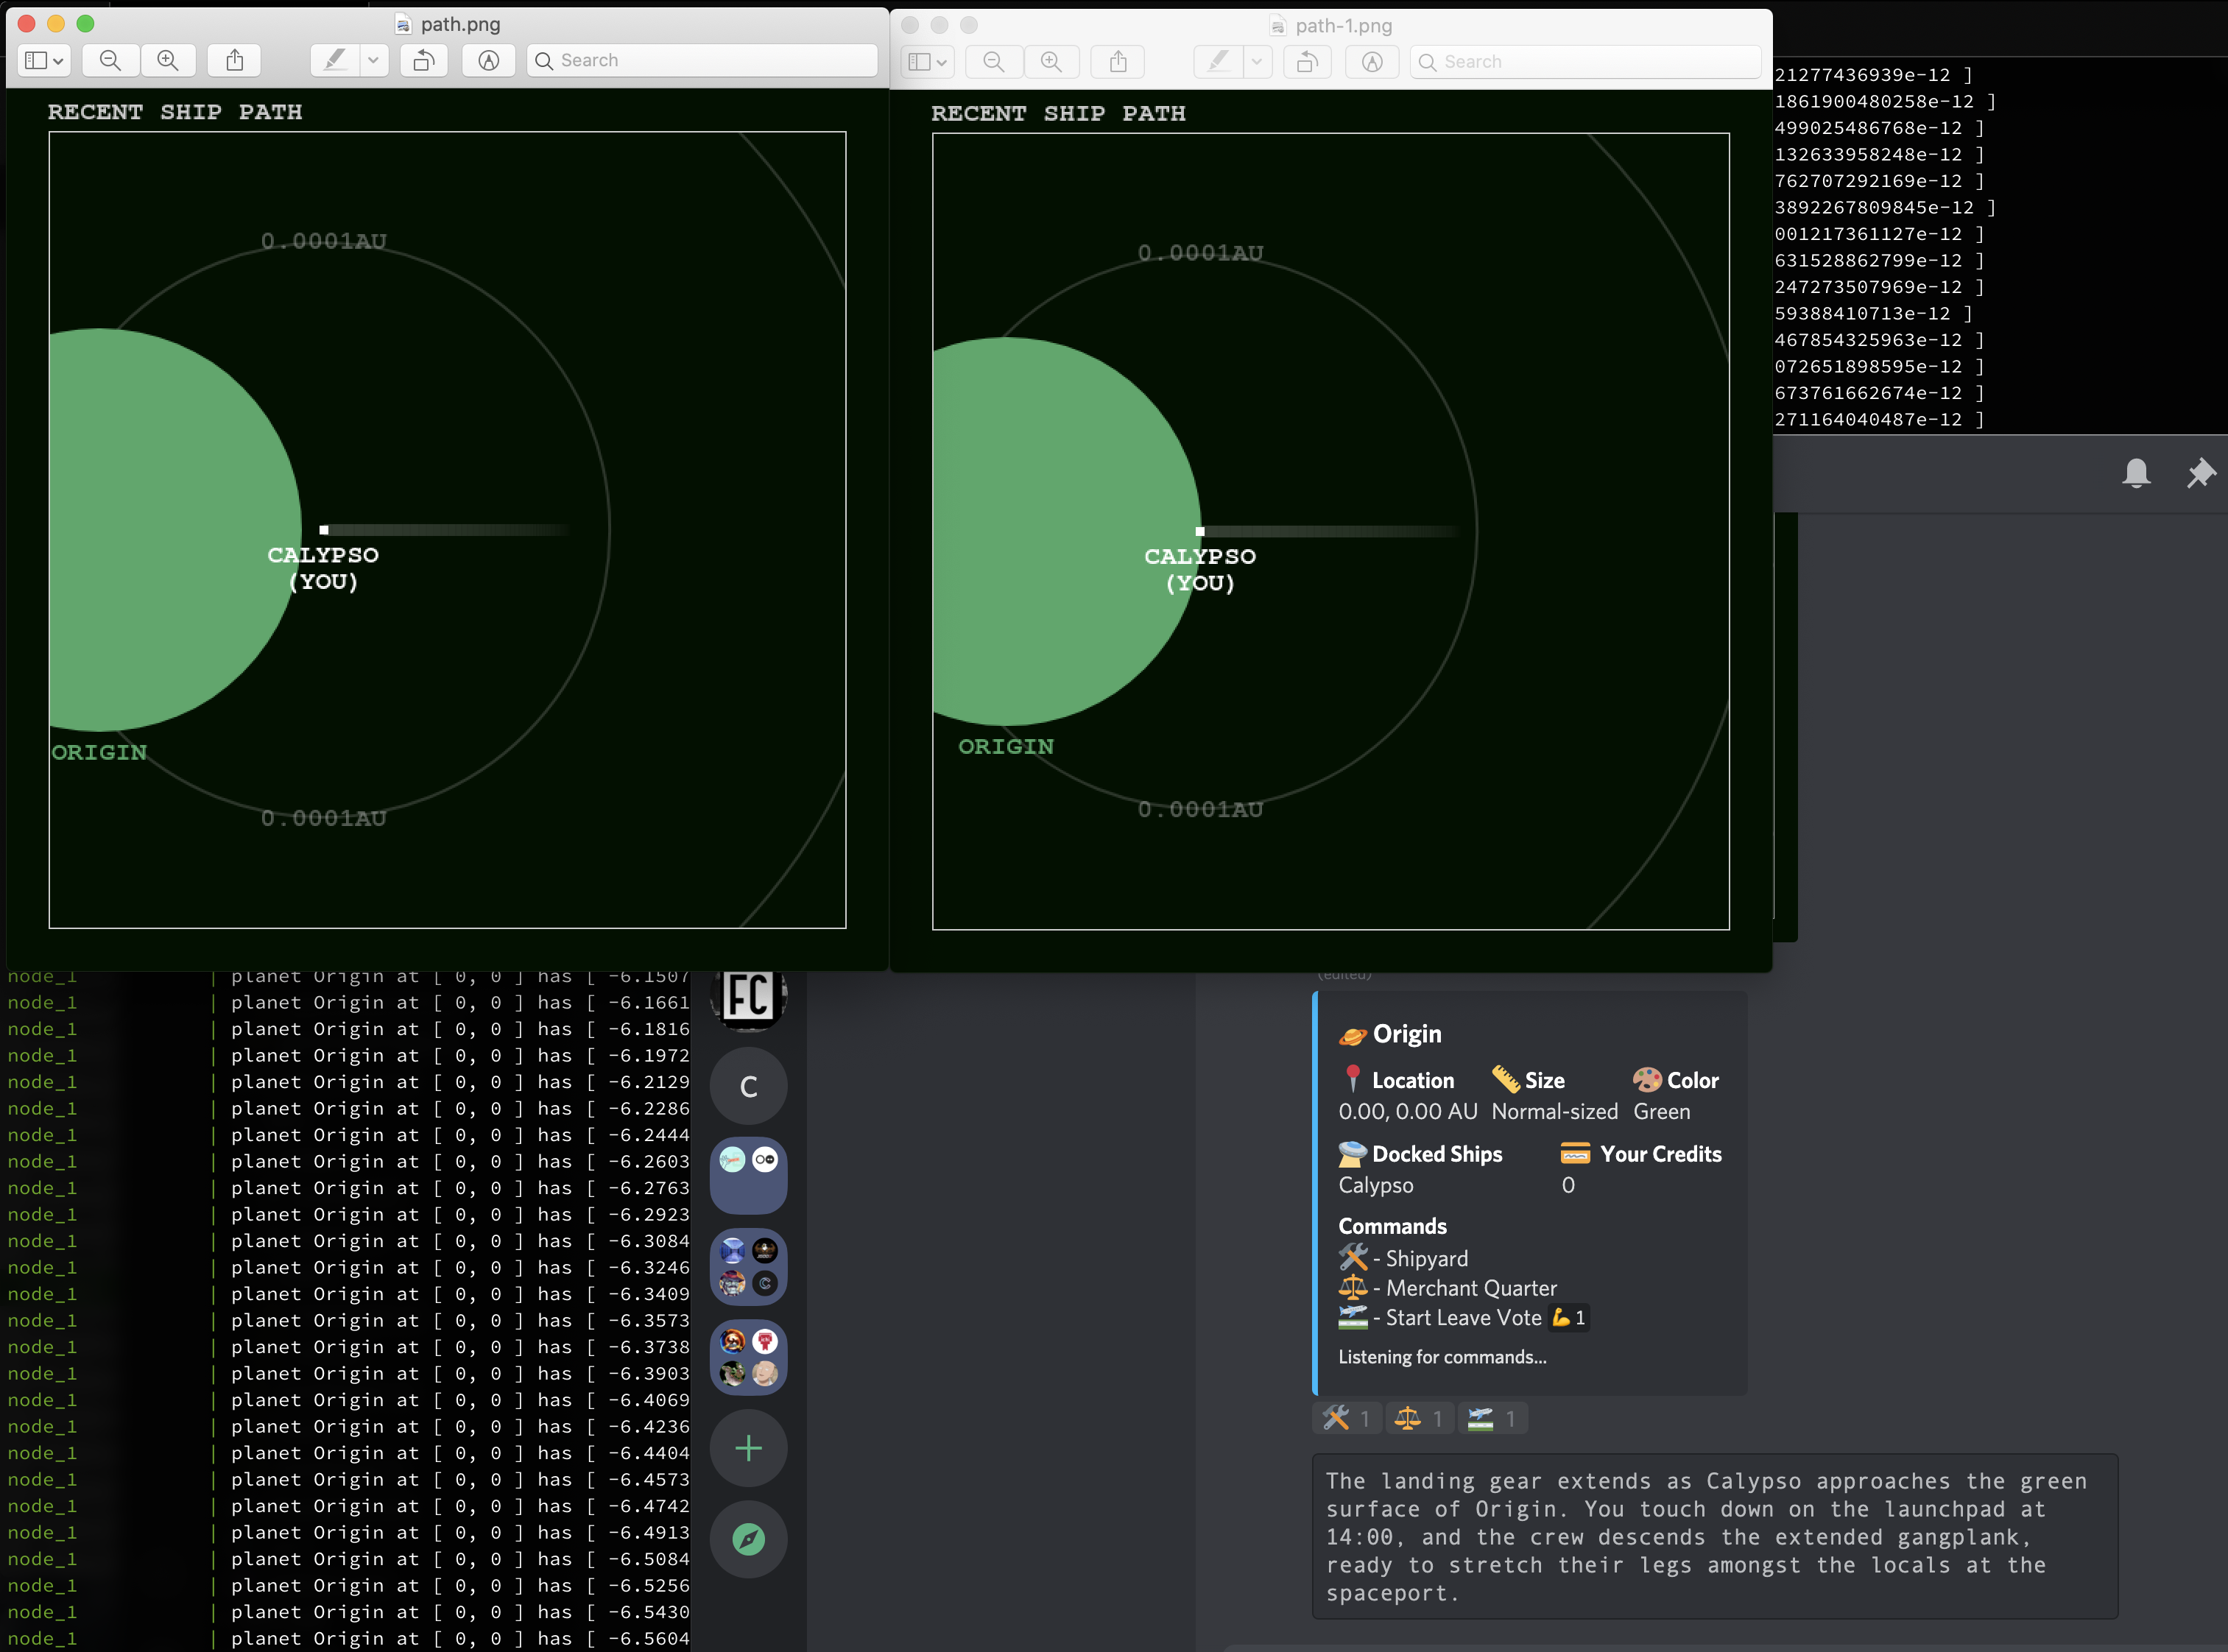 path.png
Search
RECENT SHIP PATH
0.0001AU
CALYPSO
(YOU)
ORIGIN
0.0001AU
path-1.png
Search
RECENT SHIP PATH
0.0001AU
CALYPSO
(YOU)
ORIGIN
0.0001AU
21277436939e-12 ]
1861900480258e-12 ]
499025486768e-12 ]
132633958248e-12 ]
762707292169e-12 ]
3892267809845e-12 ]
001217361127e-12 ]
631528862799e-12 ]
247273507969e-12 ]
59388410713e-12 ]
467854325963e-12 ]
072651898595e-12 ]
673761662674e-12 ]
271164040487e-12 ]
node_1 | planet Origin at [ 0, 0 ] has [ -6.1507
node_1 | planet Origin at [ 0, 0 ] has [ -6.1661
node_1 | planet Origin at [ 0, 0 ] has [ -6.1816
node_1 | planet Origin at [ 0, 0 ] has [ -6.1972
node_1 | planet Origin at [ 0, 0 ] has [ -6.2129
node_1 | planet Origin at [ 0, 0 ] has [ -6.2286
node_1 | planet Origin at [ 0, 0 ] has [ -6.2444
node_1 | planet Origin at [ 0, 0 ] has [ -6.2603
node_1 | planet Origin at [ 0, 0 ] has [ -6.2763
node_1 | planet Origin at [ 0, 0 ] has [ -6.2923
node_1 | planet Origin at [ 0, 0 ] has [ -6.3084
node_1 | planet Origin at [ 0, 0 ] has [ -6.3246
node_1 | planet Origin at [ 0, 0 ] has [ -6.3409
node_1 | planet Origin at [ 0, 0 ] has [ -6.3573
node_1 | planet Origin at [ 0, 0 ] has [ -6.3738
node_1 | planet Origin at [ 0, 0 ] has [ -6.3903
node_1 | planet Origin at [ 0, 0 ] has [ -6.4069
node_1 | planet Origin at [ 0, 0 ] has [ -6.4236
node_1 | planet Origin at [ 0, 0 ] has [ -6.4404
node_1 | planet Origin at [ 0, 0 ] has [ -6.4573
node_1 | planet Origin at [ 0, 0 ] has [ -6.4742
node_1 | planet Origin at [ 0, 0 ] has [ -6.4913
node_1 | planet Origin at [ 0, 0 ] has [ -6.5084
node_1 | planet Origin at [ 0, 0 ] has [ -6.5256
node_1 | planet Origin at [ 0, 0 ] has [ -6.5430
node_1 | planet Origin at [ 0, 0 ] has [ -6.5604
FC
C
(edited)
🪐 Origin
📍 Location 📏 Size 🎨 Color
0.00, 0.00 AU Normal-sized Green
🛸 Docked Ships 💳 Your Credits
Calypso 0
Commands
🛠 - Shipyard
⚖ - Merchant Quarter
🛫 - Start Leave Vote 💪1
Listening for commands...
🛠 1 ⚖ 1 🛫 1
The landing gear extends as Calypso approaches the green
surface of Origin. You touch down on the launchpad at
14:00, and the crew descends the extended gangplank,
ready to stretch their legs amongst the locals at the
spaceport.